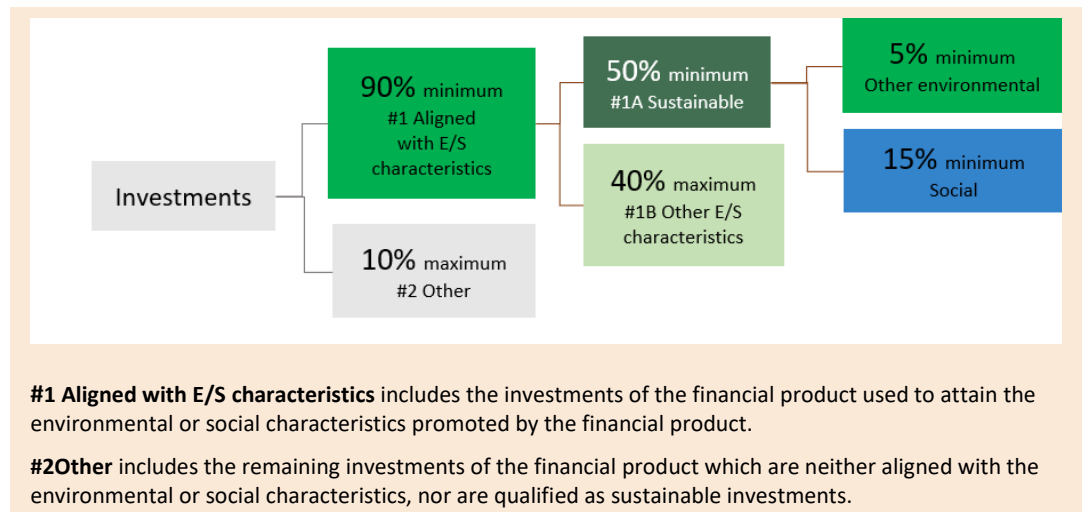 Investments
90% minimum
#1 Aligned
with E/S
characteristics
10% maximum
#2 Other
50% minimum
#1A Sustainable
40% maximum
#1B Other E/S
characteristics
5% minimum
Other environmental
15% minimum
Social
#1 Aligned with E/S characteristics includes the investments of the financial product used to attain the
environmental or social characteristics promoted by the financial product.
#2Other includes the remaining investments of the financial product which are neither aligned with the
environmental or social characteristics, nor are qualified as sustainable investments.